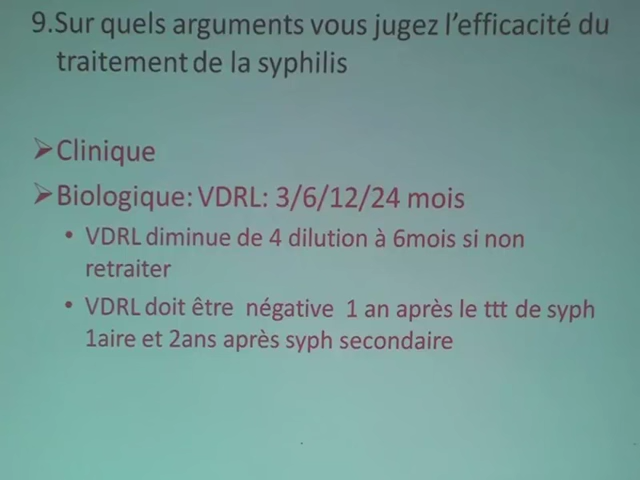 9.Sur quels arguments vous jugez l'efficacité du
traitement de la syphilis
➢Clinique
➢Biologique: VDRL: 3/6/12/24 mois
• VDRL diminue de 4 dilution à 6mois si non
retraiter
• VDRL doit être négative 1 an après le ttt de syph
1aire et 2ans après syph secondaire